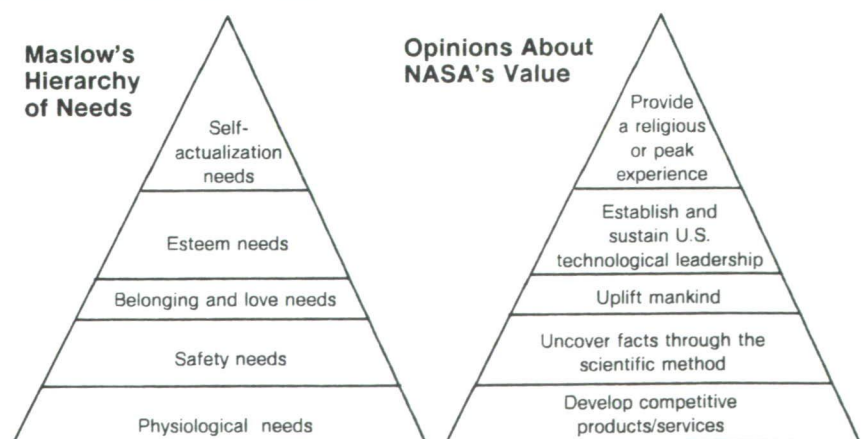 Maslow's
Hierarchy
of Needs
Self-
actualization
needs
Esteem needs
Belonging and love needs
Safety needs
Physiological needs
Opinions About
NASA's Value
Provide
a religious
or peak
experience
Establish and
sustain U.S.
technological leadership
Uplift mankind
Uncover facts through the
scientific method
Develop competitive
products/services